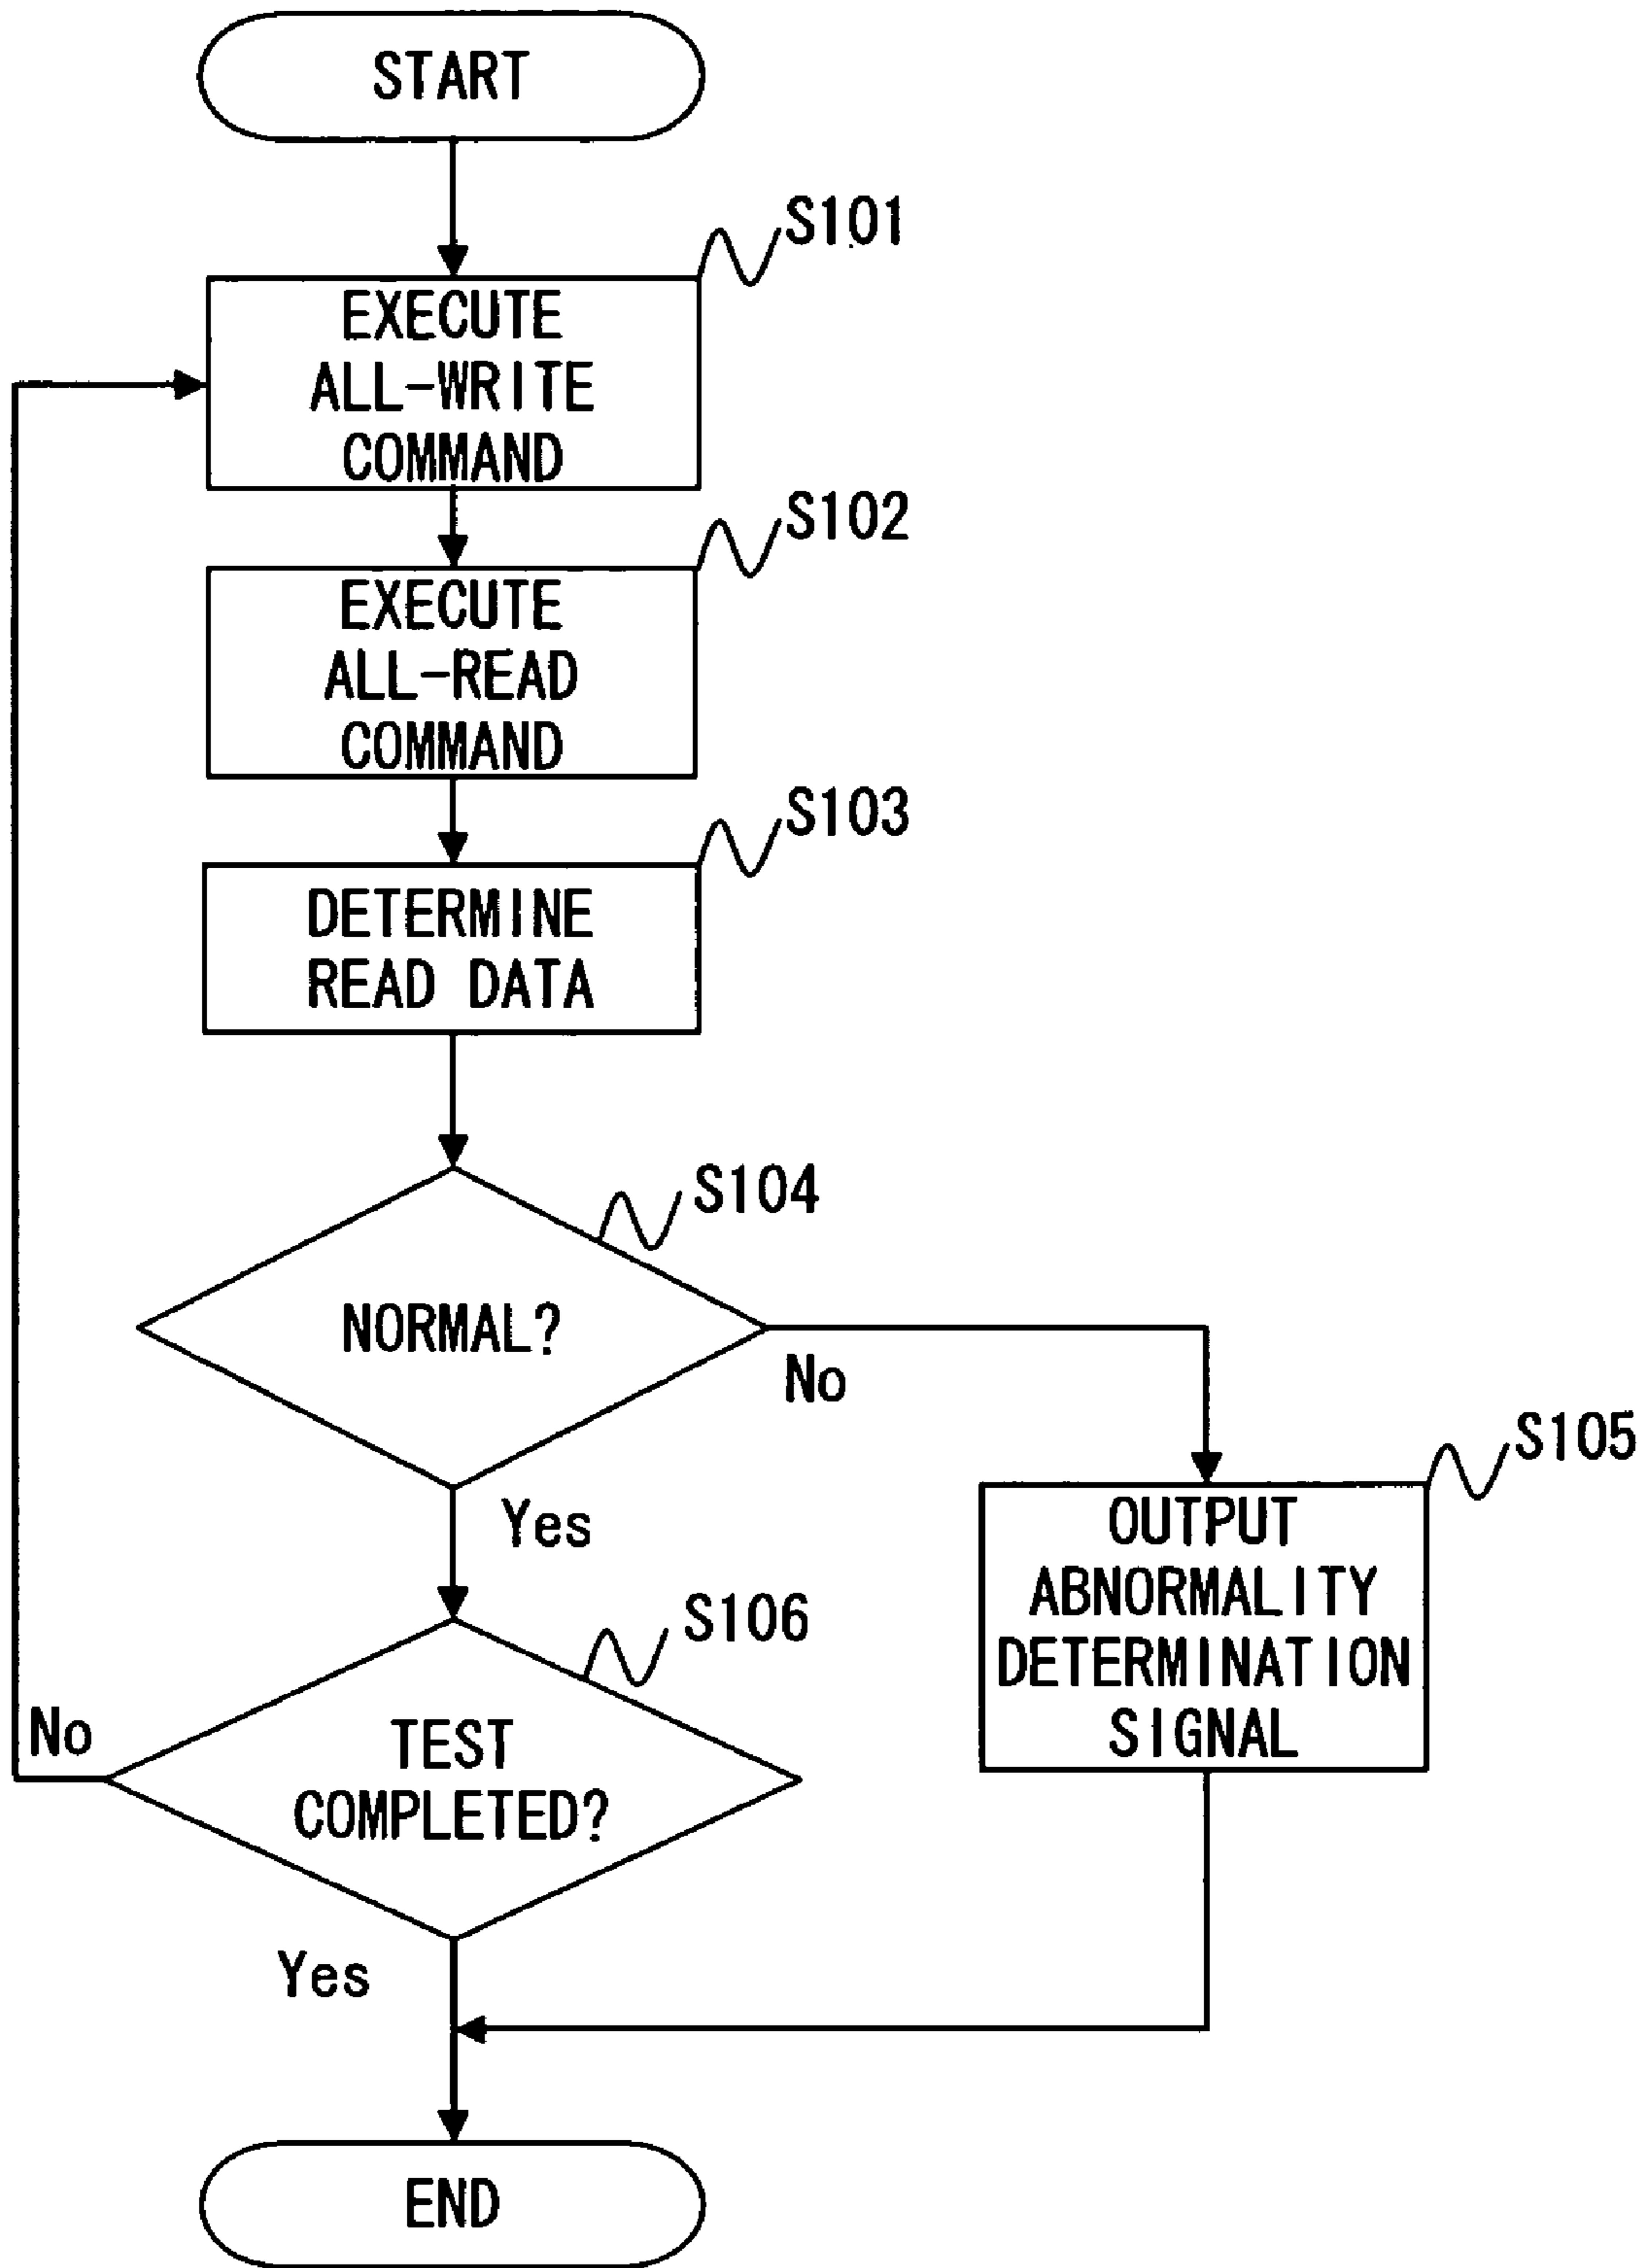 START
S101
EXECUTE
ALL-WRITE
COMMAND
S102
EXECUTE
ALL-READ
COMMAND
S103
DETERMINE
READ DATA
S104
NORMAL?
No
Yes
S105
OUTPUT
ABNORMALITY
DETERMINATION
SIGNAL
S106
No
TEST
COMPLETED?
Yes
END